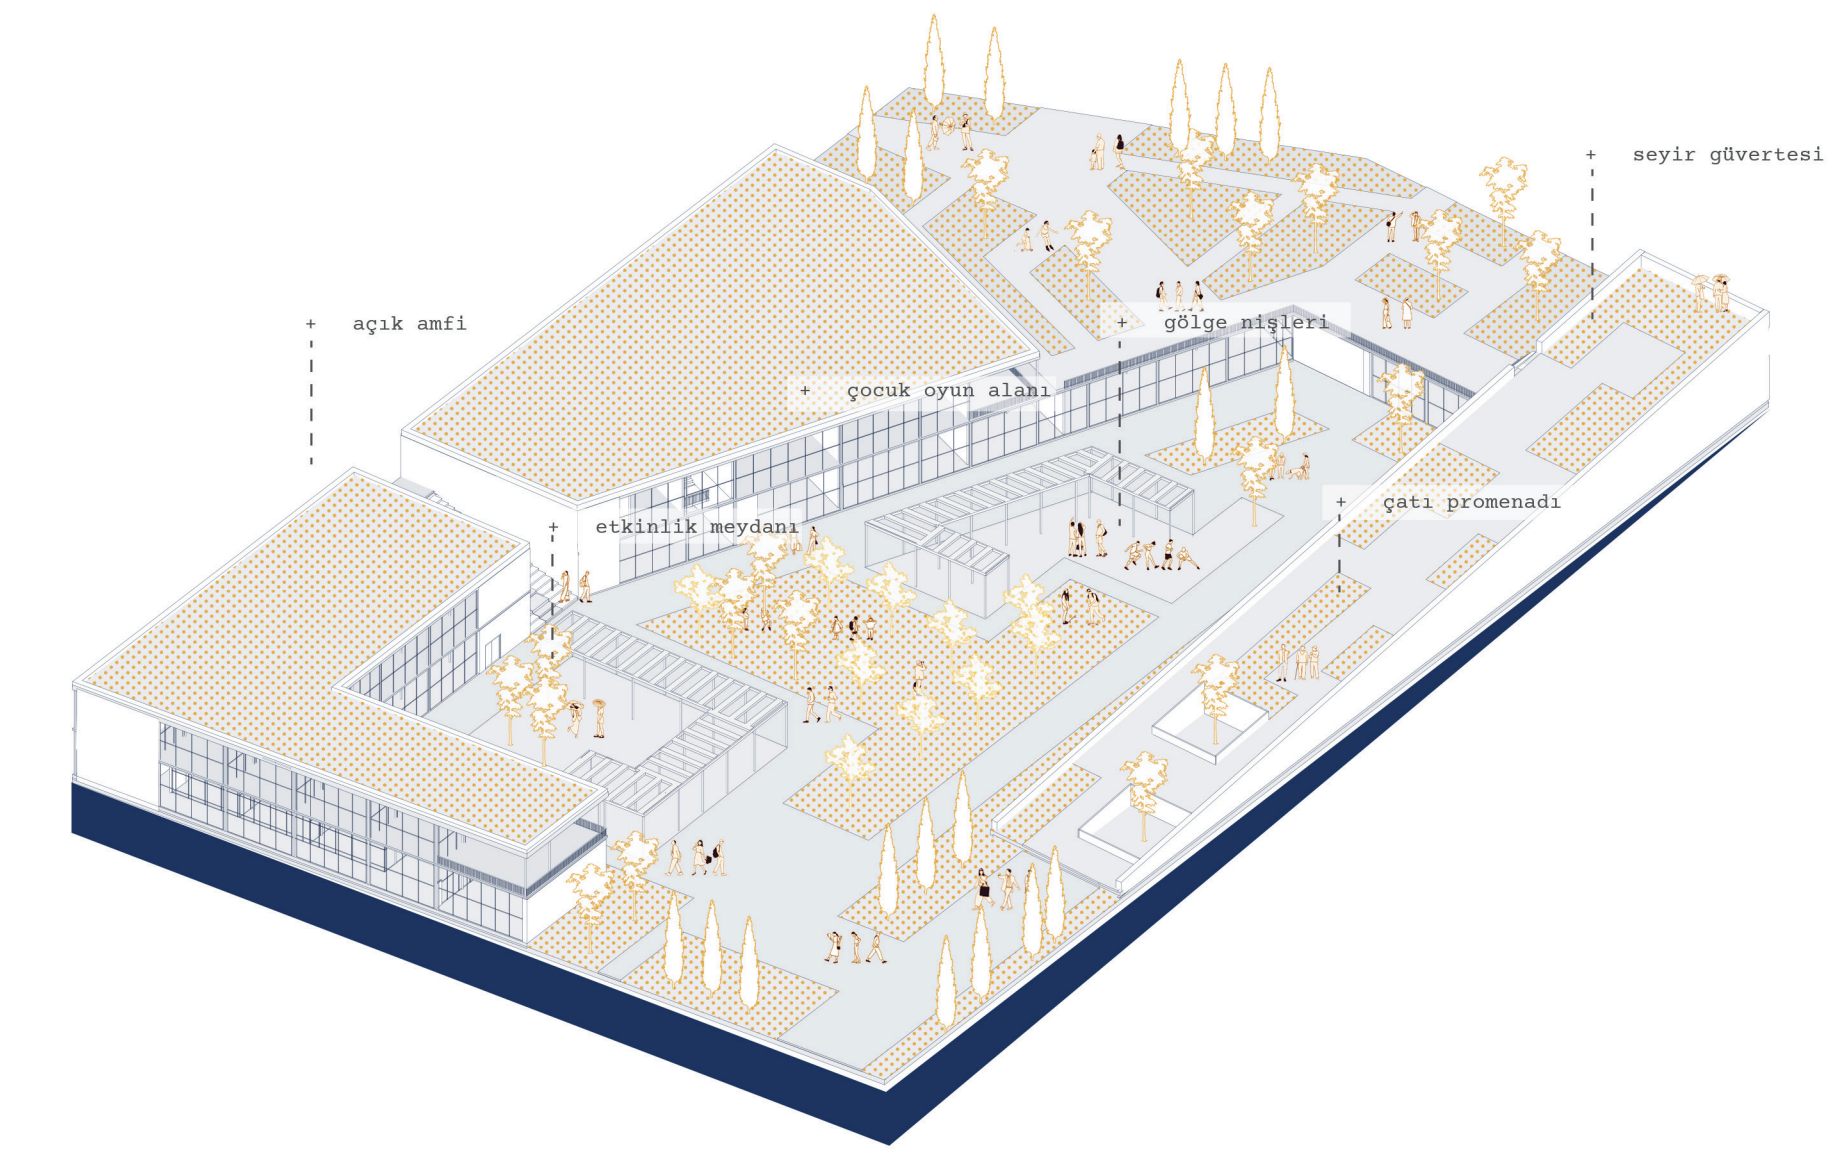 + seyir güvertesi
+ açık amfi
+ gölge nişleri
+ çocuk oyun alanı
+ çatı promenadı
+ etkinlik meydanı